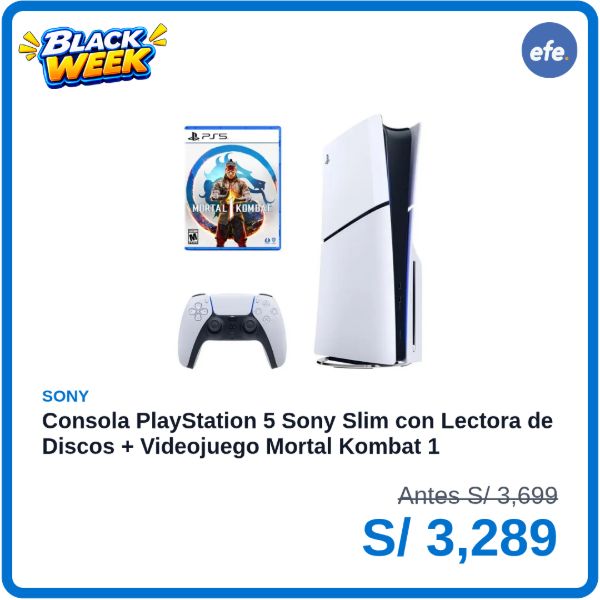 BLACK
WEEK
efe.
PS5
MORTAL KOMBAT
M
SONY
Consola PlayStation 5 Sony Slim con Lectora de
Discos + Videojuego Mortal Kombat 1
Antes S/ 3,699
S/ 3,289